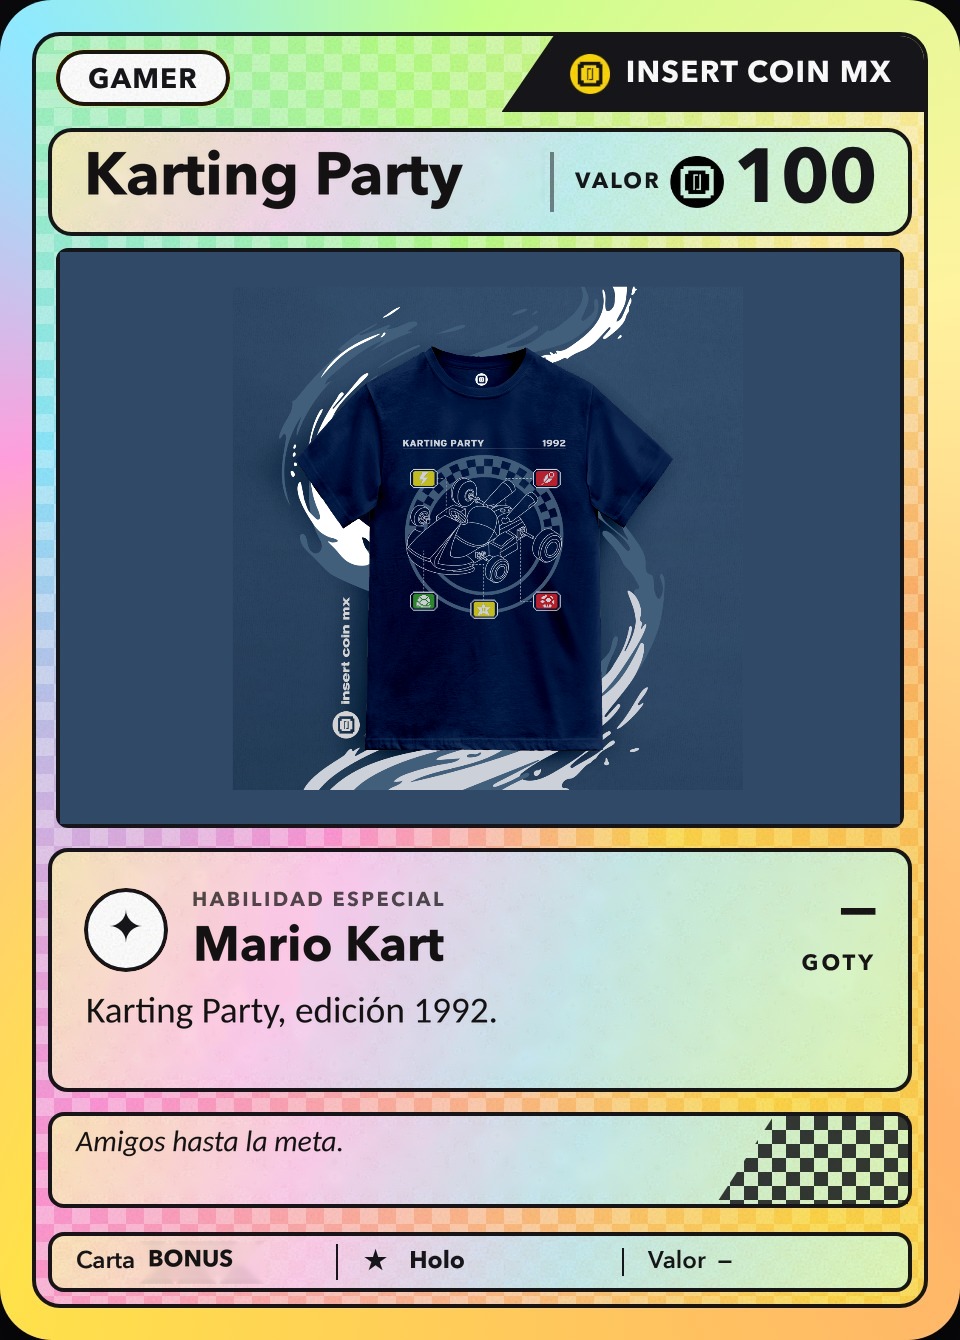 GAMER
INSERT COIN MX
Karting Party
VALOR 100
KARTING PARTY 1992
insert coin mx
HABILIDAD ESPECIAL
Mario Kart
–
GOTY
Karting Party, edición 1992.
Amigos hasta la meta.
Carta BONUS
★ Holo
Valor –